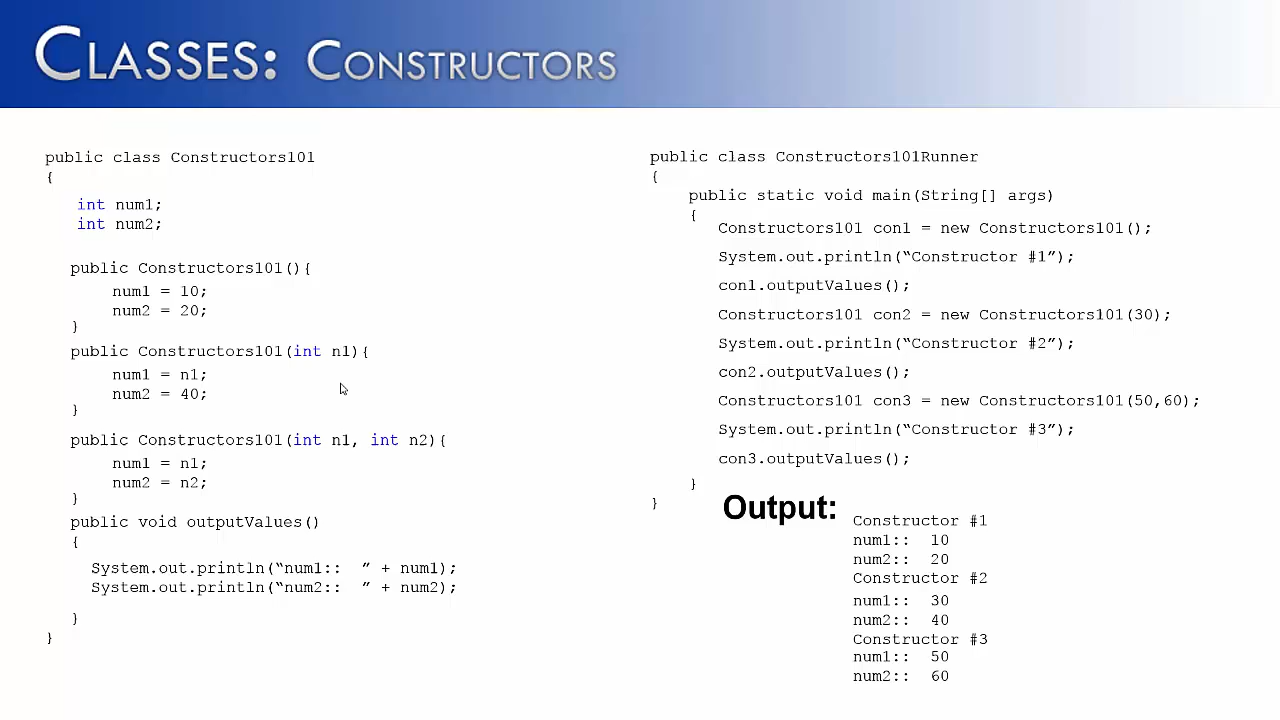 CLASSES: CONSTRUCTORS
public class Constructors101
{
int num1;
int num2;
public Constructors101(){
num1 = 10;
num2 = 20;
}
public Constructors101(int n1){
num1 = n1;
num2 = 40;
}
public Constructors101(int n1, int n2){
num1 = n1;
num2 = n2;
}
public void outputValues()
{
System.out.println(“num1::  ” + num1);
System.out.println(“num2::  ” + num2);
}
}
public class Constructors101Runner
{
public static void main(String[] args)
{
Constructors101 con1 = new Constructors101();
System.out.println(“Constructor #1”);
con1.outputValues();
Constructors101 con2 = new Constructors101(30);
System.out.println(“Constructor #2”);
con2.outputValues();
Constructors101 con3 = new Constructors101(50,60);
System.out.println(“Constructor #3”);
con3.outputValues();
}
}
Output:
Constructor #1
num1::  10
num2::  20
Constructor #2
num1::  30
num2::  40
Constructor #3
num1::  50
num2::  60